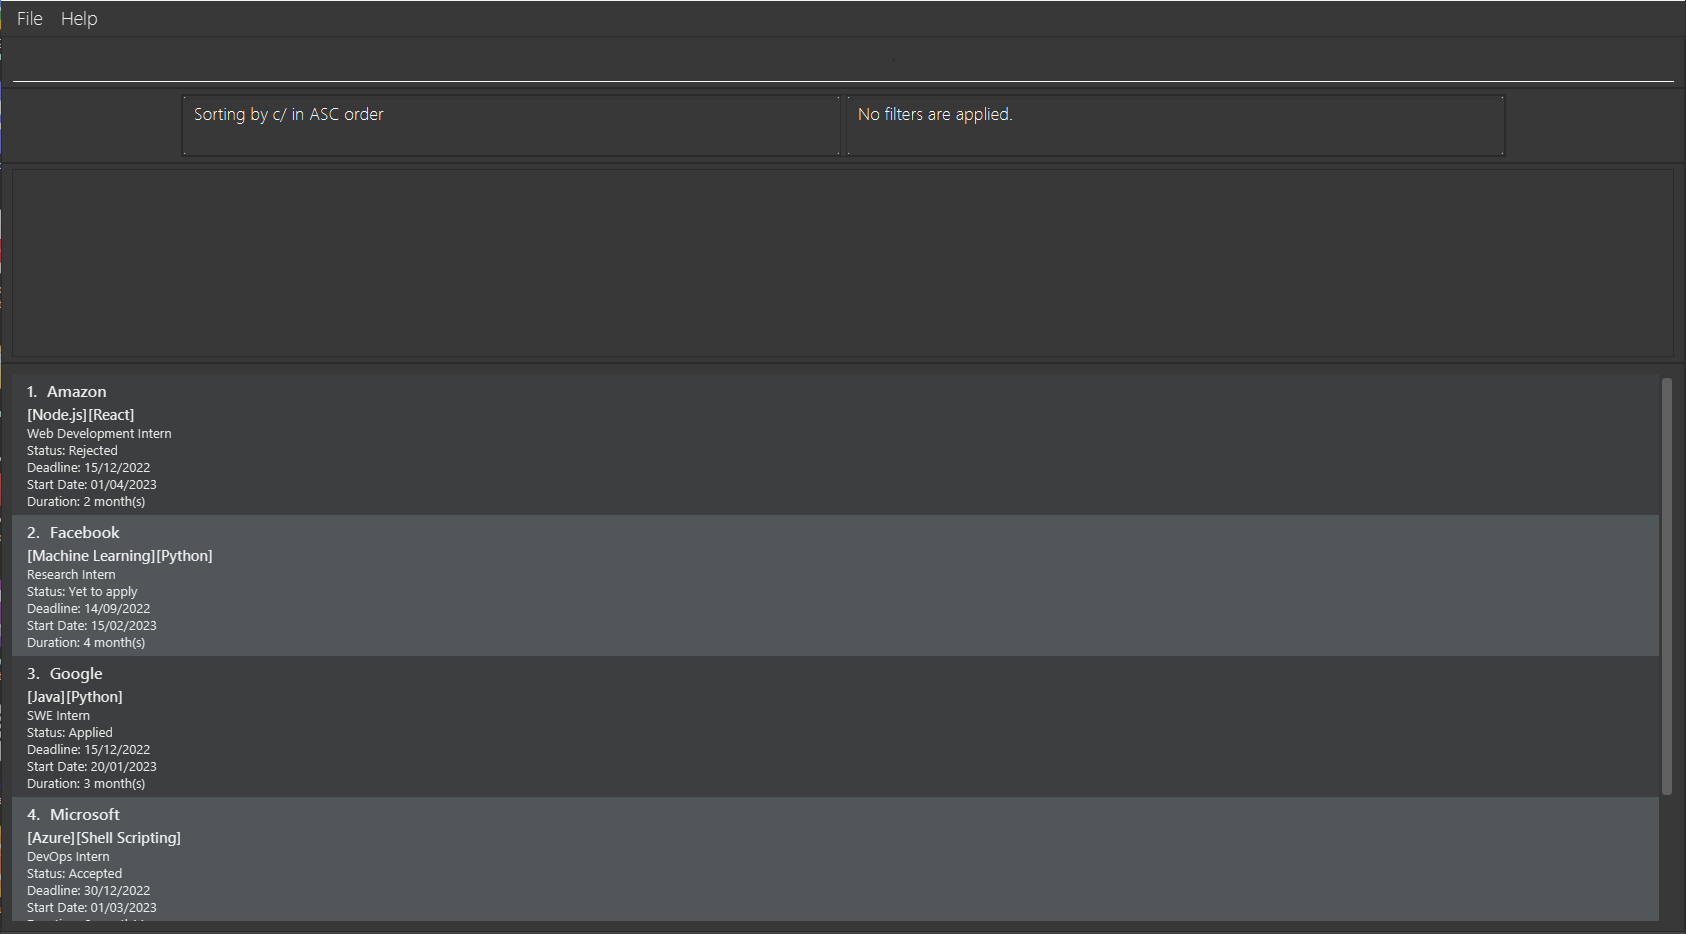 File Help
Sorting by c/ in ASC order
No filters are applied.
1. Amazon
[Node.js][React]
Web Development Intern
Status: Rejected
Deadline: 15/12/2022
Start Date: 01/04/2023
Duration: 2 month(s)
2. Facebook
[Machine Learning][Python]
Research Intern
Status: Yet to apply
Deadline: 14/09/2022
Start Date: 15/02/2023
Duration: 4 month(s)
3. Google
[Java][Python]
SWE Intern
Status: Applied
Deadline: 15/12/2022
Start Date: 20/01/2023
Duration: 3 month(s)
4. Microsoft
[Azure][Shell Scripting]
DevOps Intern
Status: Accepted
Deadline: 30/12/2022
Start Date: 01/03/2023